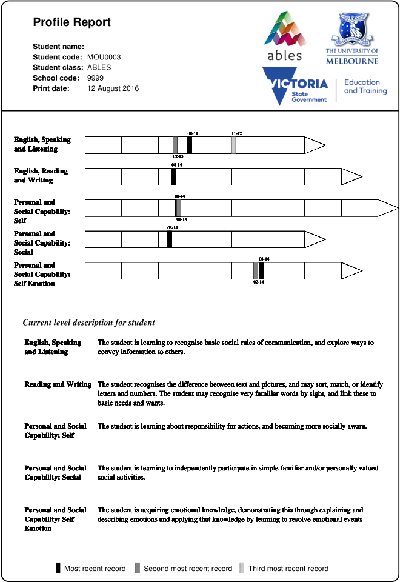 Profile Report
Student name:
Student code: MOU0003
Student class: ABLES
School code: 9999
Print date: 12 August 2016
ables
THE UNIVERSITY OF
MELBOURNE
VICTORIA
State
Government
Education
and Training
English, Speaking
and Listening
English, Reading
and Writing
Personal and
Social Capability:
Self
Personal and
Social Capability:
Social
Personal and
Social Capability:
Self Emotion
Current level description for student
English, Speaking
and Listening
The student is learning to recognise basic social rules of communication, and explore ways to
convey information to others.
Reading and Writing
The student recognises the difference between text and pictures, and may sort, match, or identify
letters and numbers. The student may recognise very familiar words by sight, and link these to
basic needs and wants.
Personal and Social
Capability: Self
The student is learning about responsibility for actions, and becoming more socially aware.
Personal and Social
Capability: Social
The student is learning to independently participate in simple familiar and/or personally valued
social activities.
Personal and Social
Capability: Self
Emotion
The student is acquiring emotional knowledge, demonstrating this through explaining and
describing emotions and applying that knowledge by learning to resolve emotional events
Most recent record
Second most recent record
Third most recent record